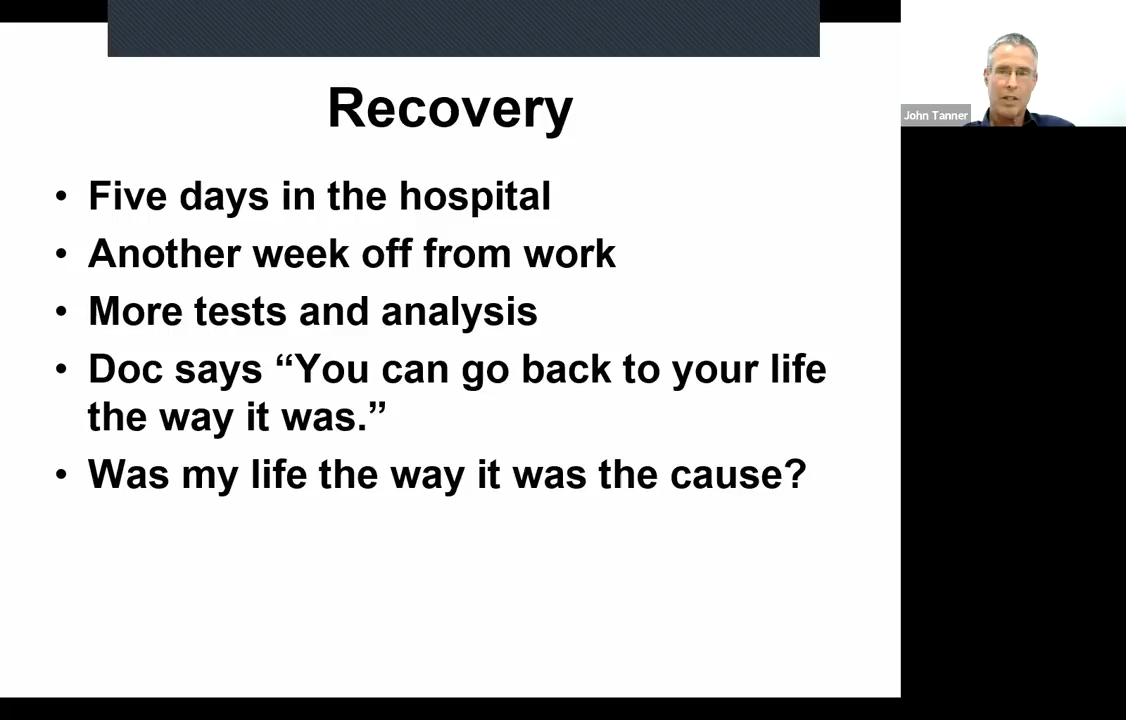 Recovery
• Five days in the hospital
• Another week off from work
• More tests and analysis
• Doc says “You can go back to your life
the way it was.”
• Was my life the way it was the cause?
John Tanner